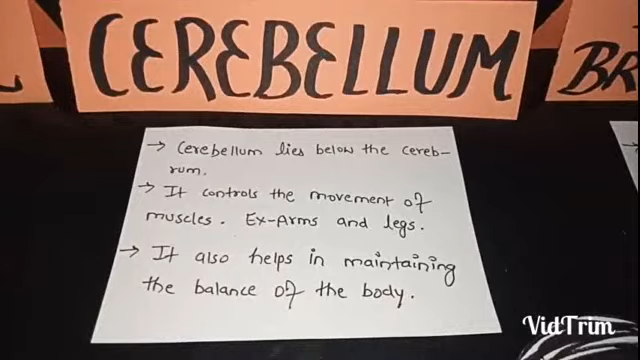 CEREBELLUM
BR
→ Cerebellum lies below the cereb-
rum.
→ It controls the movement of
muscles. Ex-Arms and legs.
→ It also helps in maintaining
the balance of the body.
VidTrim